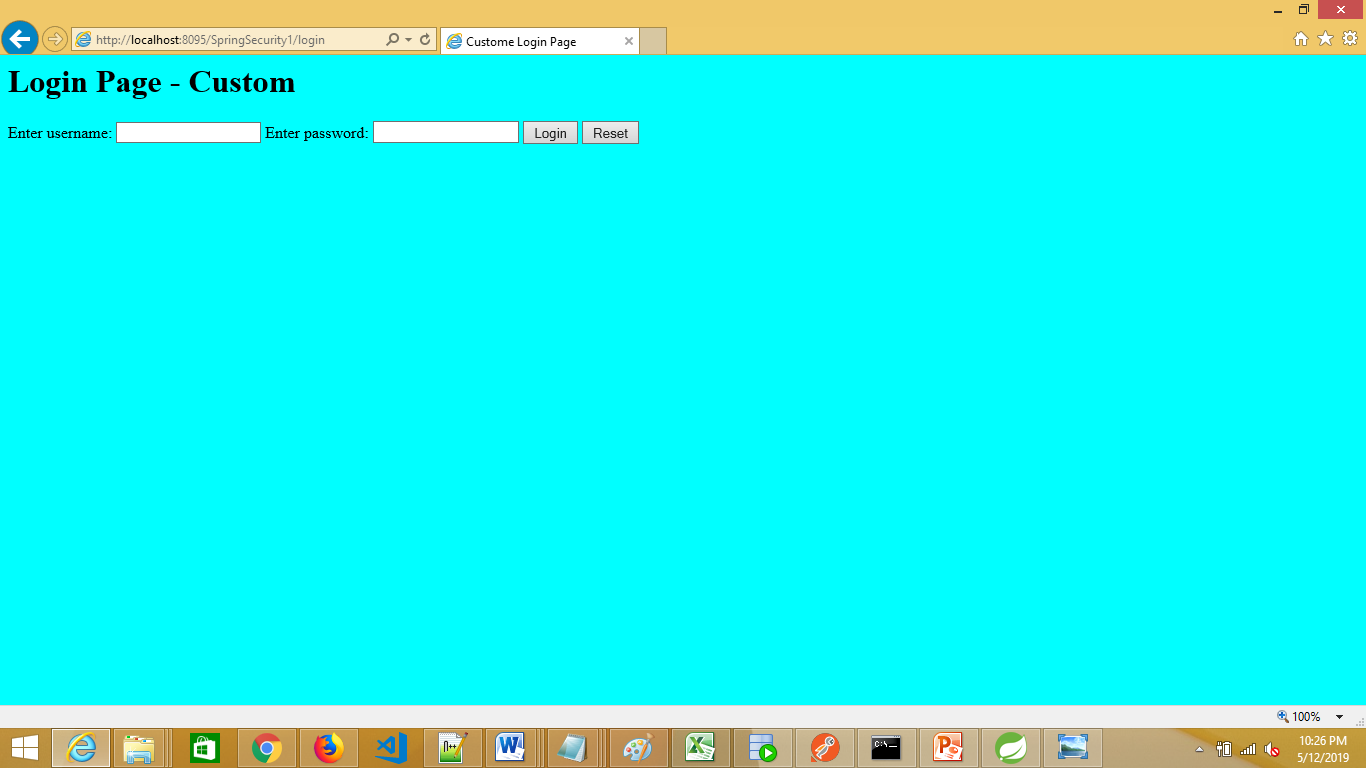 http://localhost:8095/SpringSecurity1/login
Custome Login Page
Login Page - Custom
Enter username: Enter password: Login Reset
100%
10:26 PM
5/12/2019